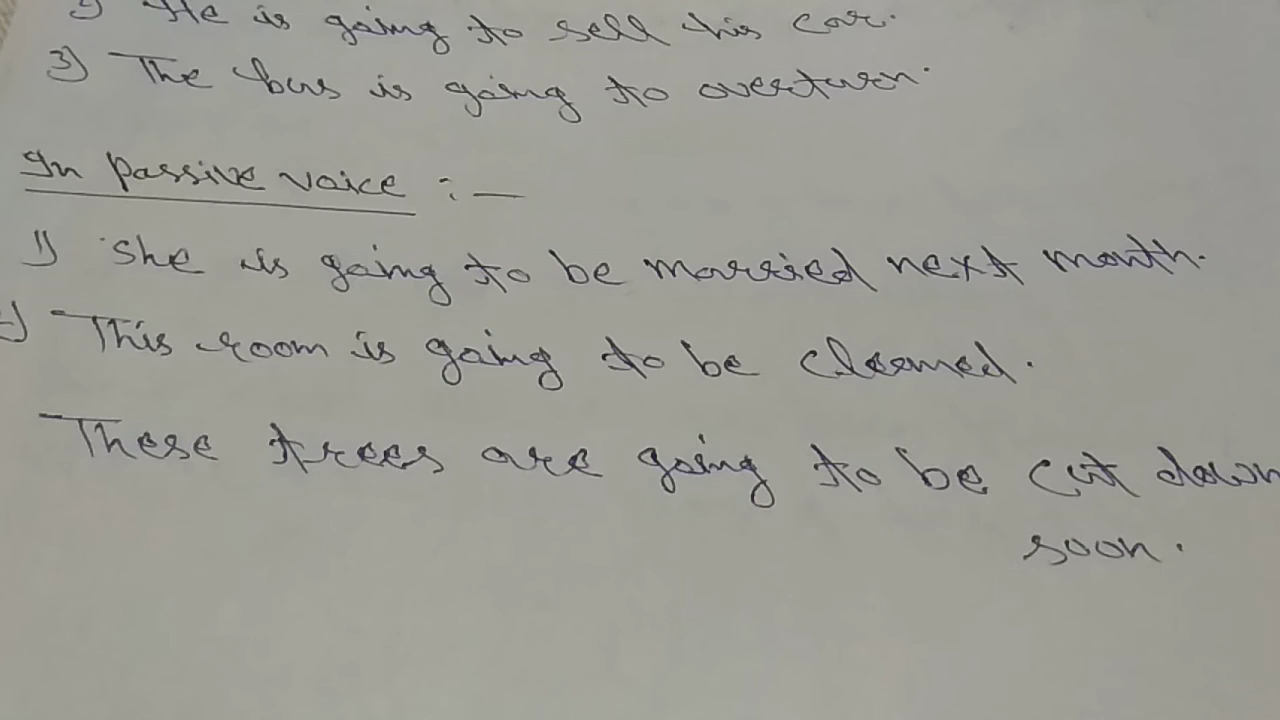 He is going to sell his car.
3) The bus is going to overturn.
In Passive voice :-
1) She is going to be married next month.
This room is going to be cleaned.
These trees are going to be cut down
soon.